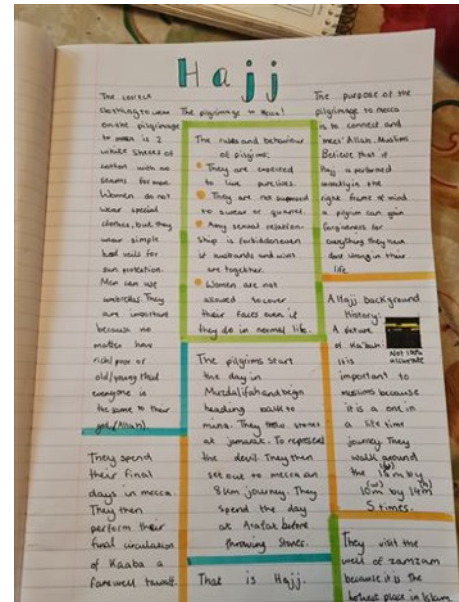 Hajj
The pilgrimage to Mecca!
The correct
clothing to wear
on the pilgrimage
to mecca is 2
white sheets of
cotton with no
seams for men.
Women do not
wear special
clothes, but they
wear simple
head veils for
sun protection.
Men can use
umbrellas. They
are important
because no
matter how
rich/poor or
old/young that
everyone is
the same to their
god (Allah).
They spend
their final
days in mecca.
They then
perform their
final circulation
of Kaaba a
farewell tawaf.
The rules and behaviour
of pilgrims:
They are expected
to live pure lives.
They are not supposed
to swear or quarrel.
Any sexual relation-
ship is forbidden even
if husbands and wives
are together.
Women are not
allowed to cover
their faces even if
they do in normal life.
The pilgrims start
the day in
Muzdalifah and begin
heading back to
mina. They throw stones
at jamarat. To represent
the devil. They then
set out to mecca an
8km journey. They
spend the day
at Arafat before
throwing stones.
That is Hajj.
The purpose of the
pilgrimage to mecca
is to connect and
meet Allah. Muslims
Believe that if
Hajj is performed
correctly in the
right frame of mind
a pilgrim can gain
forgiveness for
everything they have
done wrong in their
life.
A Hajj background
History:
A picture
of Ka'bah:
Not 100%
accurate
it is
important to
muslims because
it is a one in
a life time
journey. They
walk around
the by
10m (w) by 14m (h)
5 times.
They visit the
well of zamzam
because it is the
holiest place in Islam